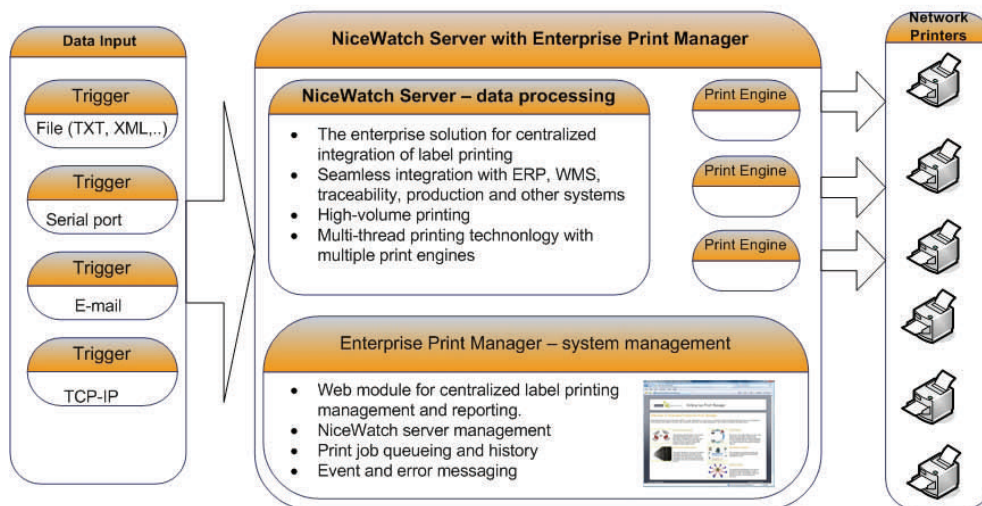 Data Input
Trigger
File (TXT, XML,..)
Trigger
Serial port
Trigger
E-mail
Trigger
TCP-IP
NiceWatch Server with Enterprise Print Manager
NiceWatch Server – data processing
• The enterprise solution for centralized
integration of label printing
• Seamless integration with ERP, WMS,
traceability, production and other systems
• High-volume printing
• Multi-thread printing technonlogy with
multiple print engines
Print Engine
Print Engine
Print Engine
Enterprise Print Manager – system management
• Web module for centralized label printing
management and reporting.
• NiceWatch server management
• Print job queueing and history
• Event and error messaging
Enterprise Print Manager
Network
Printers